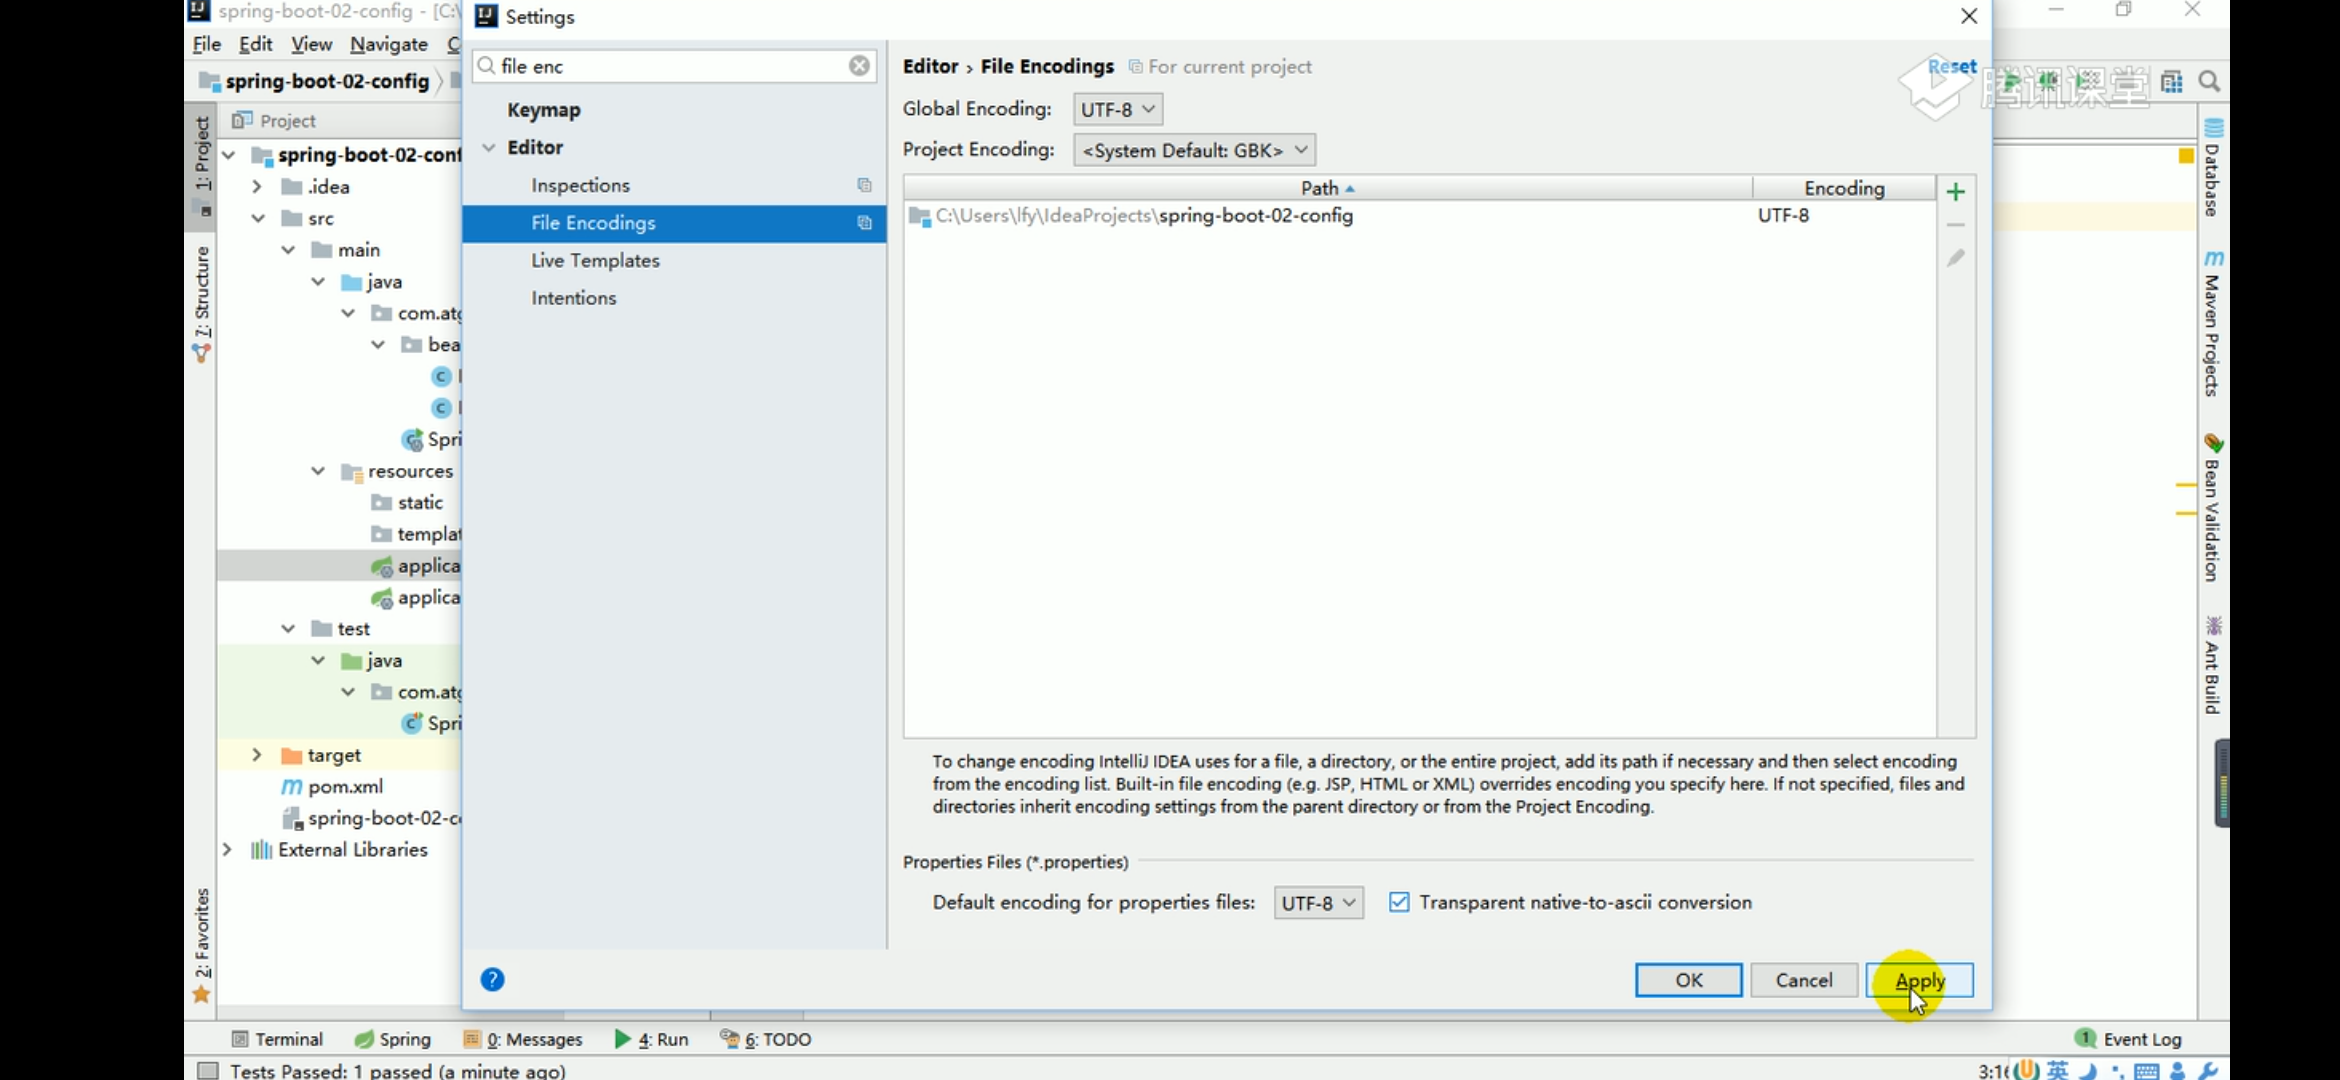 spring-boot-02-config - [C:\
File Edit View Navigate C
spring-boot-02-config
1: Project
7: Structure
2: Favorites
Project
spring-boot-02-conf
.idea
src
main
java
com.atg
bea
Spri
resources
static
templat
applica
applica
test
java
com.atg
Spri
target
pom.xml
spring-boot-02-co
External Libraries
Settings
file enc
Keymap
Editor
Inspections
File Encodings
Live Templates
Intentions
Editor › File Encodings For current project
Reset
腾讯课堂
Global Encoding: UTF-8
Project Encoding: <System Default: GBK>
Path Encoding
C:\Users\lfy\IdeaProjects\spring-boot-02-config UTF-8
To change encoding IntelliJ IDEA uses for a file, a directory, or the entire project, add its path if necessary and then select encoding
from the encoding list. Built-in file encoding (e.g. JSP, HTML or XML) overrides encoding you specify here. If not specified, files and
directories inherit encoding settings from the parent directory or from the Project Encoding.
Properties Files (*.properties)
Default encoding for properties files: UTF-8 Transparent native-to-ascii conversion
? OK Cancel Apply
Database
Maven Projects
Bean Validation
Ant Build
Terminal Spring 0: Messages 4: Run 6: TODO 1 Event Log
Tests Passed: 1 passed (a minute ago) 3:16 英